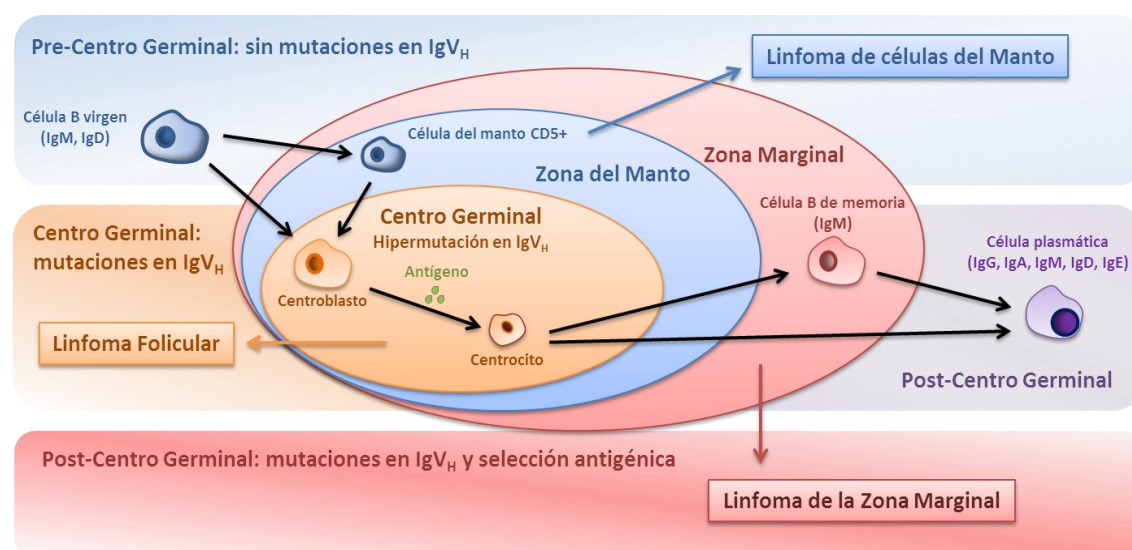 Pre-Centro Germinal: sin mutaciones en IgVH
Linfoma de células del Manto
Célula B virgen
(IgM, IgD)
Célula del manto CD5+
Zona Marginal
Zona del Manto
Célula B de memoria
(IgM)
Centro Germinal
Hipermutación en IgVH
Centro Germinal:
mutaciones en IgVH
Célula plasmática
(IgG, IgA, IgM, IgD, IgE)
Antígeno
Centroblasto
Linfoma Folicular
Centrocito
Post-Centro Germinal
Post-Centro Germinal: mutaciones en IgVH y selección antigénica
Linfoma de la Zona Marginal